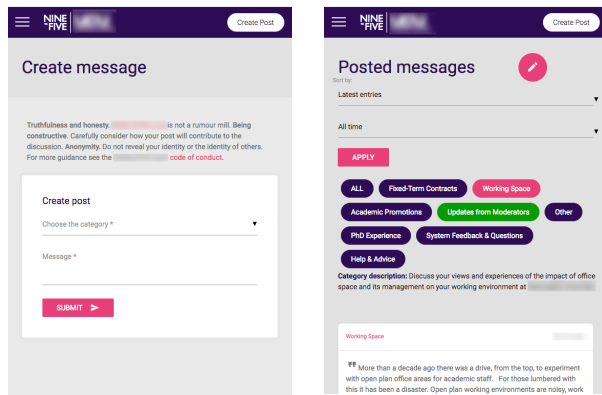 NINE
TO FIVE
Create Post
Create message
Truthfulness and honesty. is not a rumour mill. Being
constructive. Carefully consider how your post will contribute to the
discussion. Anonymity. Do not reveal your identity or the identity of others.
For more guidance see the code of conduct.
Create post
Choose the category *
Message *
SUBMIT
NINE
TO FIVE
Create Post
Posted messages
Sort by:
Latest entries
All time
APPLY
ALL Fixed-Term Contracts Working Space
Academic Promotions Updates from Moderators Other
PhD Experience System Feedback & Questions
Help & Advice
Category description: Discuss your views and experiences of the impact of office
space and its management on your working environment at
Working Space
" More than a decade ago there was a drive, from the top, to experiment
with open plan office areas for academic staff. For those lumbered with
this it has been a disaster. Open plan working environments are noisy, work